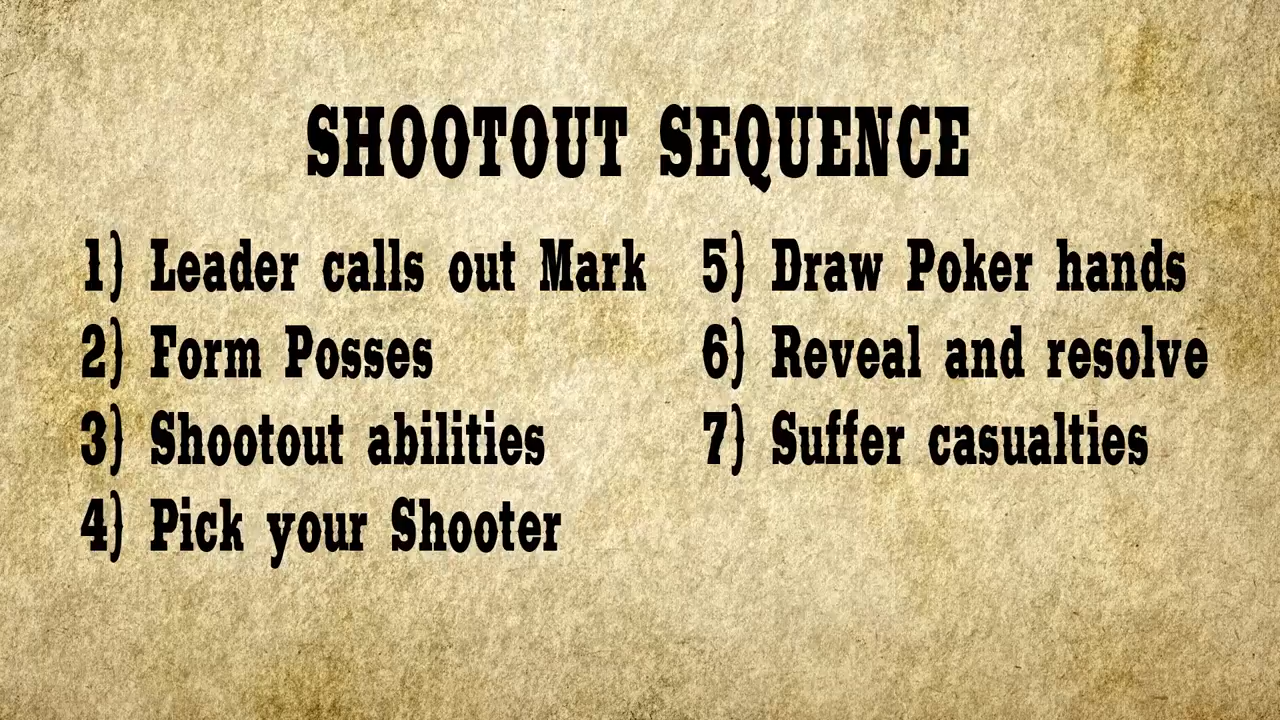 SHOOTOUT SEQUENCE
1) Leader calls out Mark
2) Form Posses
3) Shootout abilities
4) Pick your Shooter
5) Draw Poker hands
6) Reveal and resolve
7) Suffer casualties